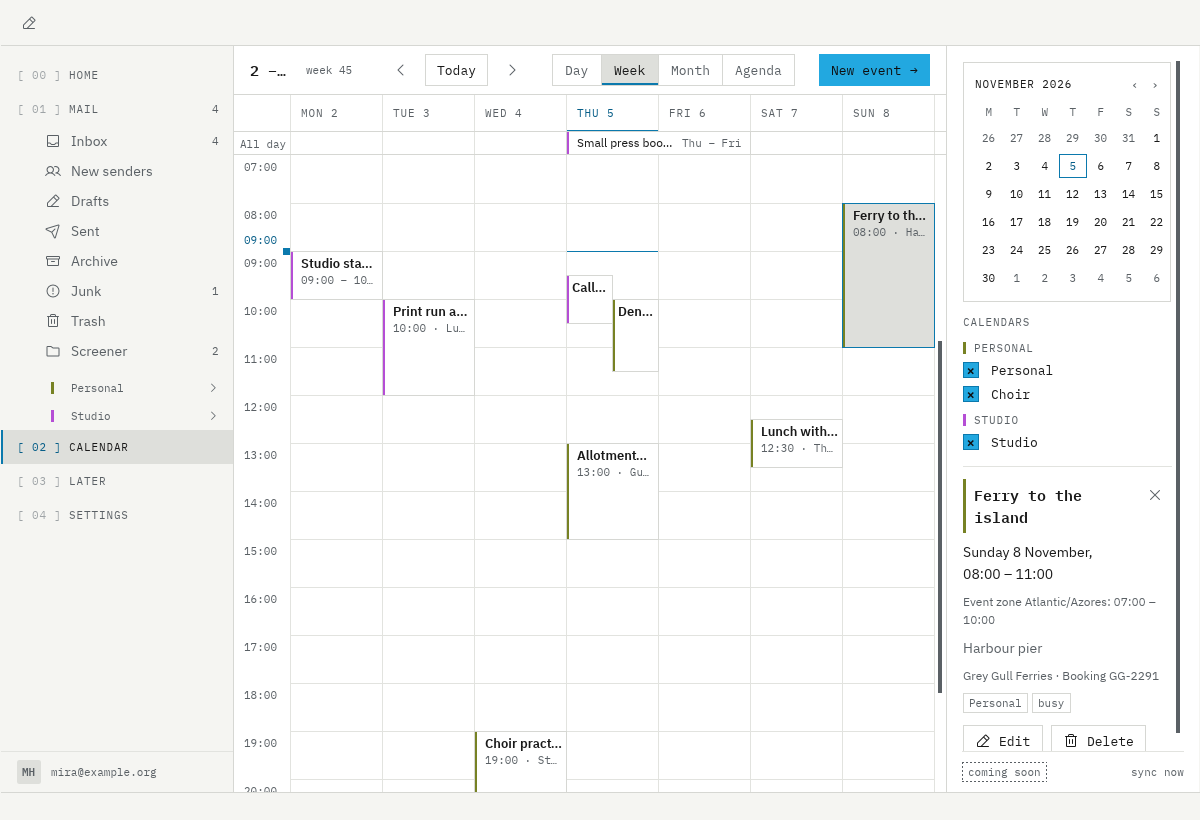 [ 00 ] HOME
[ 01 ] MAIL 4
Inbox 4
New senders
Drafts
Sent
Archive
Junk 1
Trash
Screener 2
Personal
Studio
[ 02 ] CALENDAR
[ 03 ] LATER
[ 04 ] SETTINGS
MH mira@example.org
2 –… week 45 Today Day Week Month Agenda New event →
MON 2 TUE 3 WED 4 THU 5 FRI 6 SAT 7 SUN 8
All day Small press boo… Thu – Fri
07:00
08:00
09:00
09:00
10:00
11:00
12:00
13:00
14:00
15:00
16:00
17:00
18:00
19:00
20:00
Studio sta…
09:00 – 10…
Print run a…
10:00 · Lu…
Choir pract…
19:00 · St…
Call…
Den…
Allotment…
13:00 · Gu…
Lunch with…
12:30 · Th…
Ferry to th…
08:00 · Ha…
NOVEMBER 2026 ‹ ›
M T W T F S S
26 27 28 29 30 31 1
2 3 4 5 6 7 8
9 10 11 12 13 14 15
16 17 18 19 20 21 22
23 24 25 26 27 28 29
30 1 2 3 4 5 6
CALENDARS
PERSONAL
Personal
Choir
STUDIO
Studio
Ferry to the
island
Sunday 8 November,
08:00 – 11:00
Event zone Atlantic/Azores: 07:00 –
10:00
Harbour pier
Grey Gull Ferries · Booking GG-2291
Personal busy
Edit Delete
coming soon sync now